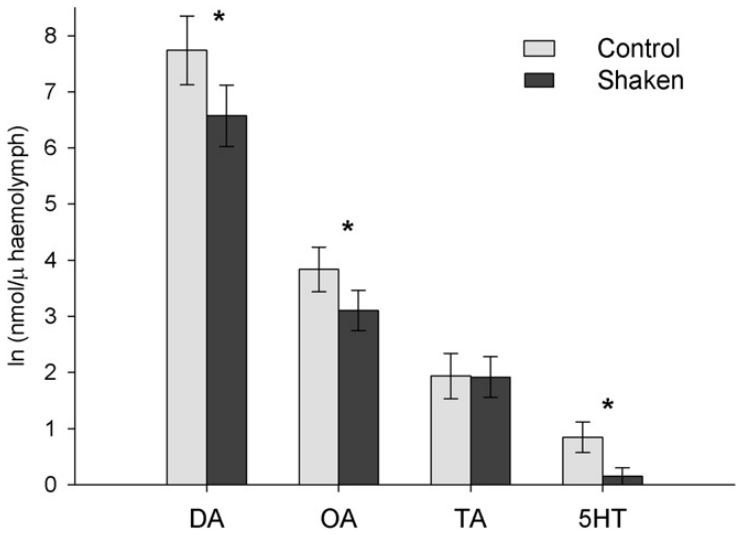 8
7
6
5
4
3
2
1
0
ln (nmol/μ haemolymph)
Control
Shaken
*
*
*
DA
OA
TA
5HT